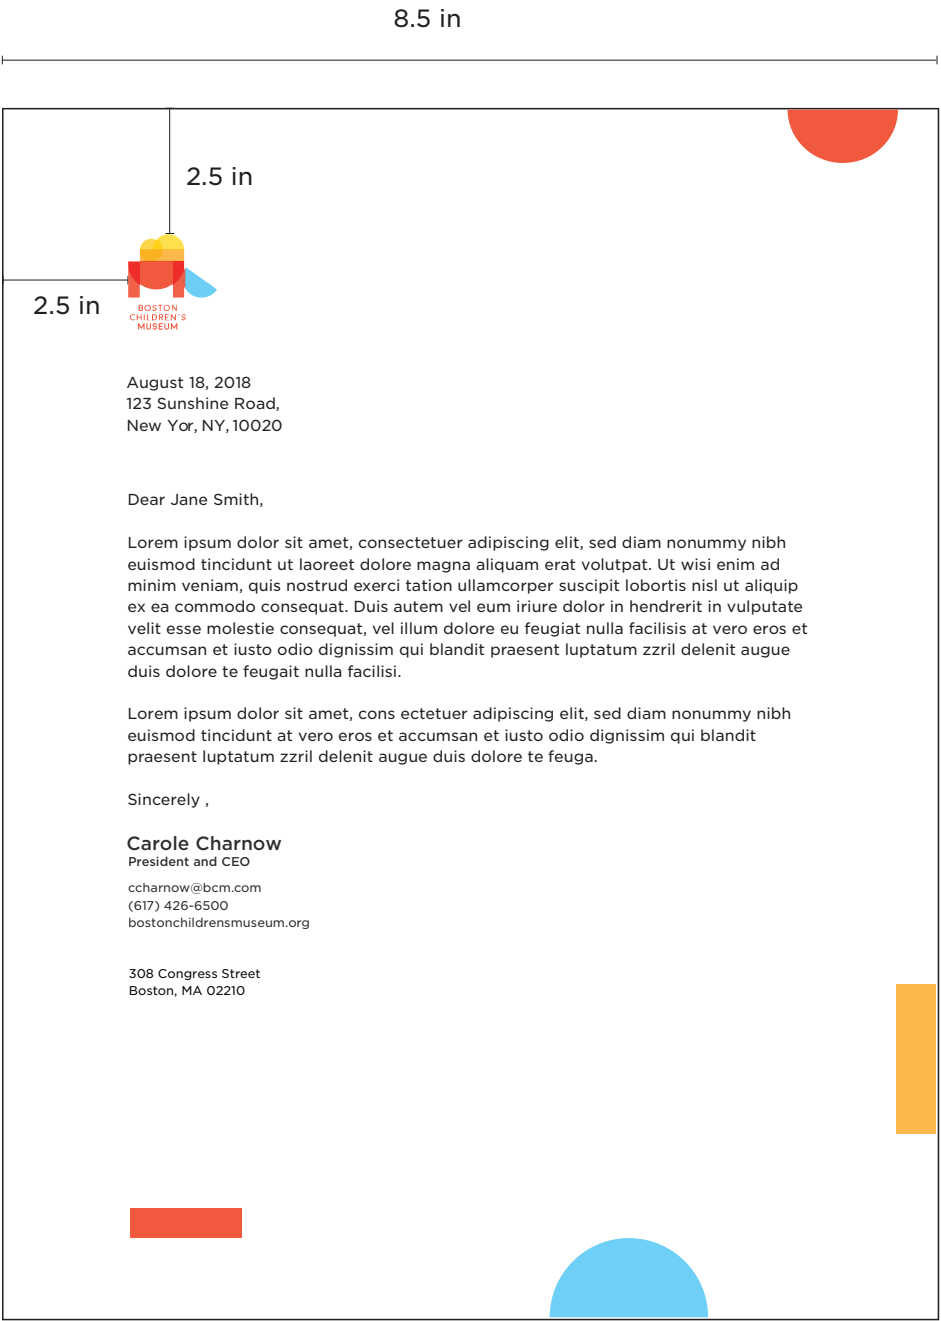 8.5 in
2.5 in
2.5 in
BOSTON
CHILDREN'S
MUSEUM
August 18, 2018
123 Sunshine Road,
New Yor, NY, 10020
Dear Jane Smith,
Lorem ipsum dolor sit amet, consectetuer adipiscing elit, sed diam nonummy nibh
euismod tincidunt ut laoreet dolore magna aliquam erat volutpat. Ut wisi enim ad
minim veniam, quis nostrud exerci tation ullamcorper suscipit lobortis nisl ut aliquip
ex ea commodo consequat. Duis autem vel eum iriure dolor in hendrerit in vulputate
velit esse molestie consequat, vel illum dolore eu feugiat nulla facilisis at vero eros et
accumsan et iusto odio dignissim qui blandit praesent luptatum zzril delenit augue
duis dolore te feugait nulla facilisi.
Lorem ipsum dolor sit amet, cons ectetuer adipiscing elit, sed diam nonummy nibh
euismod tincidunt at vero eros et accumsan et iusto odio dignissim qui blandit
praesent luptatum zzril delenit augue duis dolore te feuga.
Sincerely ,
Carole Charnow
President and CEO
ccharnow@bcm.com
(617) 426-6500
bostonchildrensmuseum.org
308 Congress Street
Boston, MA 02210